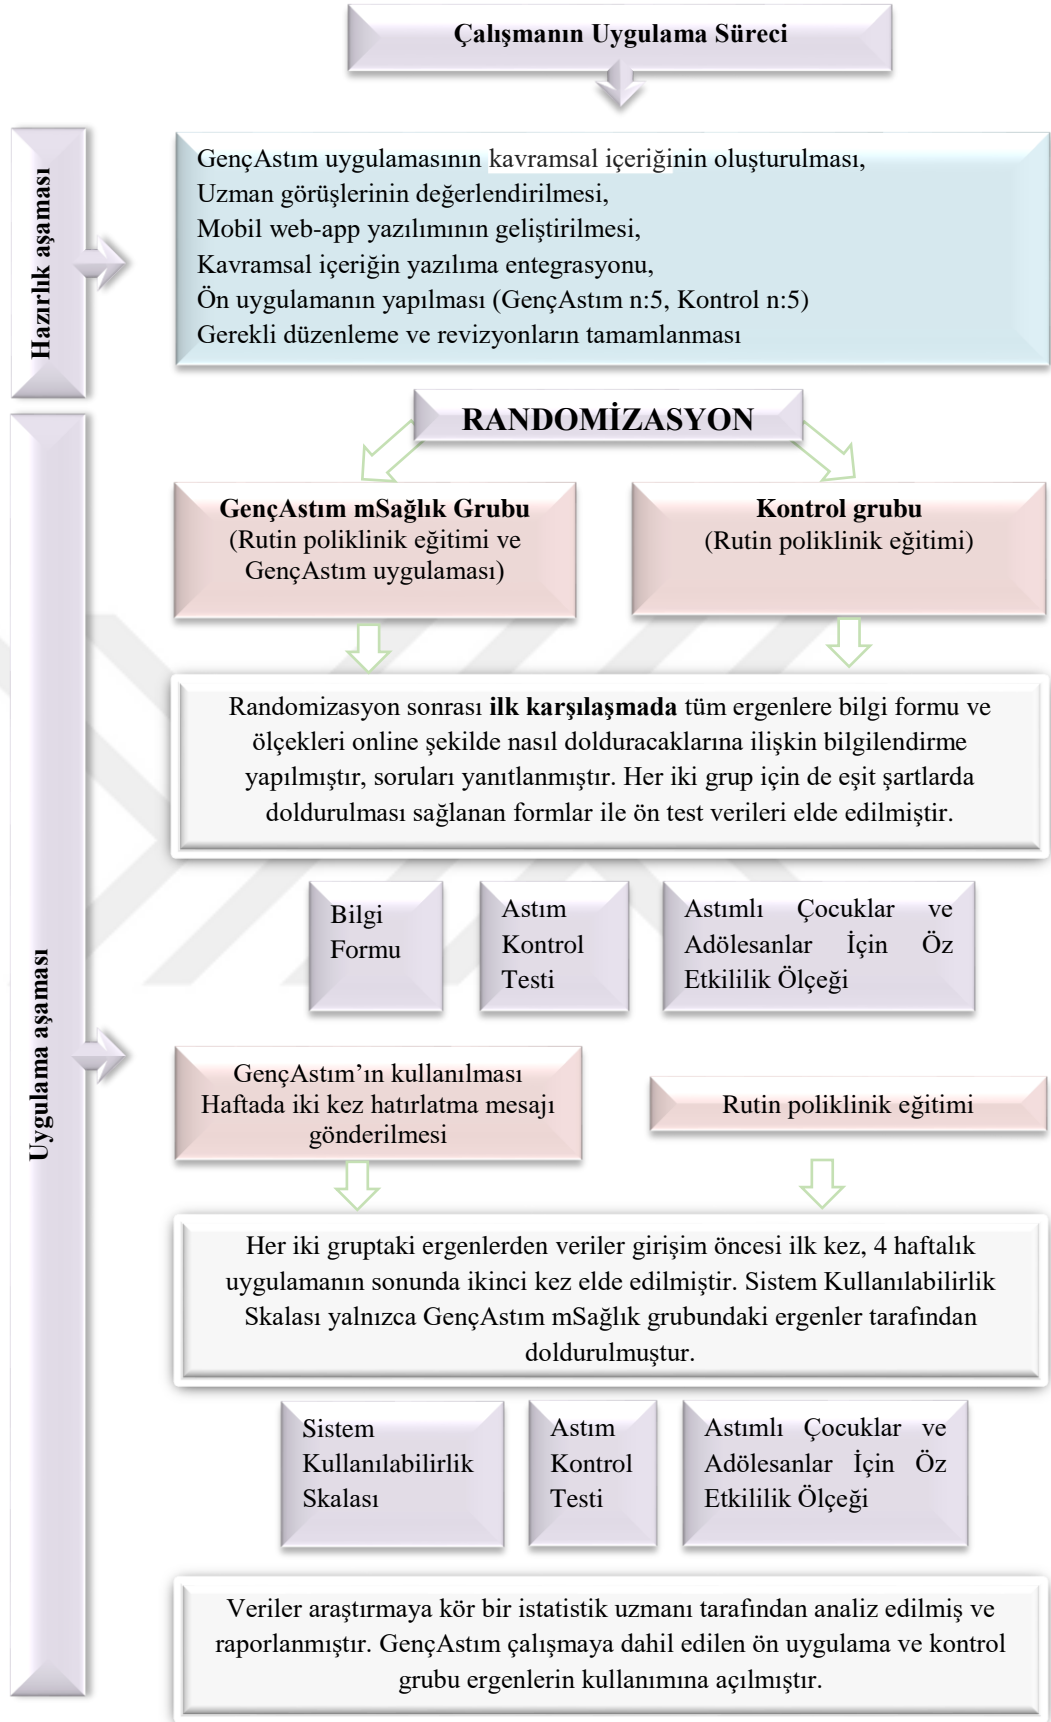 Çalışmanın Uygulama Süreci
Hazırlık aşaması
GençAstım uygulamasının kavramsal içeriğinin oluşturulması,
Uzman görüşlerinin değerlendirilmesi,
Mobil web-app yazılımının geliştirilmesi,
Kavramsal içeriğin yazılıma entegrasyonu,
Ön uygulamanın yapılması (GençAstım n:5, Kontrol n:5)
Gerekli düzenleme ve revizyonların tamamlanması
Uygulama aşaması
RANDOMİZASYON
GençAstım mSağlık Grubu
(Rutin poliklinik eğitimi ve
GençAstım uygulaması)
Kontrol grubu
(Rutin poliklinik eğitimi)
Randomizasyon sonrası ilk karşılaşmada tüm ergenlere bilgi formu ve
ölçekleri online şekilde nasıl dolduracaklarına ilişkin bilgilendirme
yapılmıştır, soruları yanıtlanmıştır. Her iki grup için de eşit şartlarda
doldurulması sağlanan formlar ile ön test verileri elde edilmiştir.
Bilgi
Formu
Astım
Kontrol
Testi
Astımlı Çocuklar ve
Adölesanlar İçin Öz
Etkililik Ölçeği
GençAstım’ın kullanılması
Haftada iki kez hatırlatma mesajı
gönderilmesi
Rutin poliklinik eğitimi
Her iki gruptaki ergenlerden veriler girişim öncesi ilk kez, 4 haftalık
uygulamanın sonunda ikinci kez elde edilmiştir. Sistem Kullanılabilirlik
Skalası yalnızca GençAstım mSağlık grubundaki ergenler tarafından
doldurulmuştur.
Sistem
Kullanılabilirlik
Skalası
Astım
Kontrol
Testi
Astımlı Çocuklar ve
Adölesanlar İçin Öz
Etkililik Ölçeği
Veriler araştırmaya kör bir istatistik uzmanı tarafından analiz edilmiş ve
raporlanmıştır. GençAstım çalışmaya dahil edilen ön uygulama ve kontrol
grubu ergenlerin kullanımına açılmıştır.